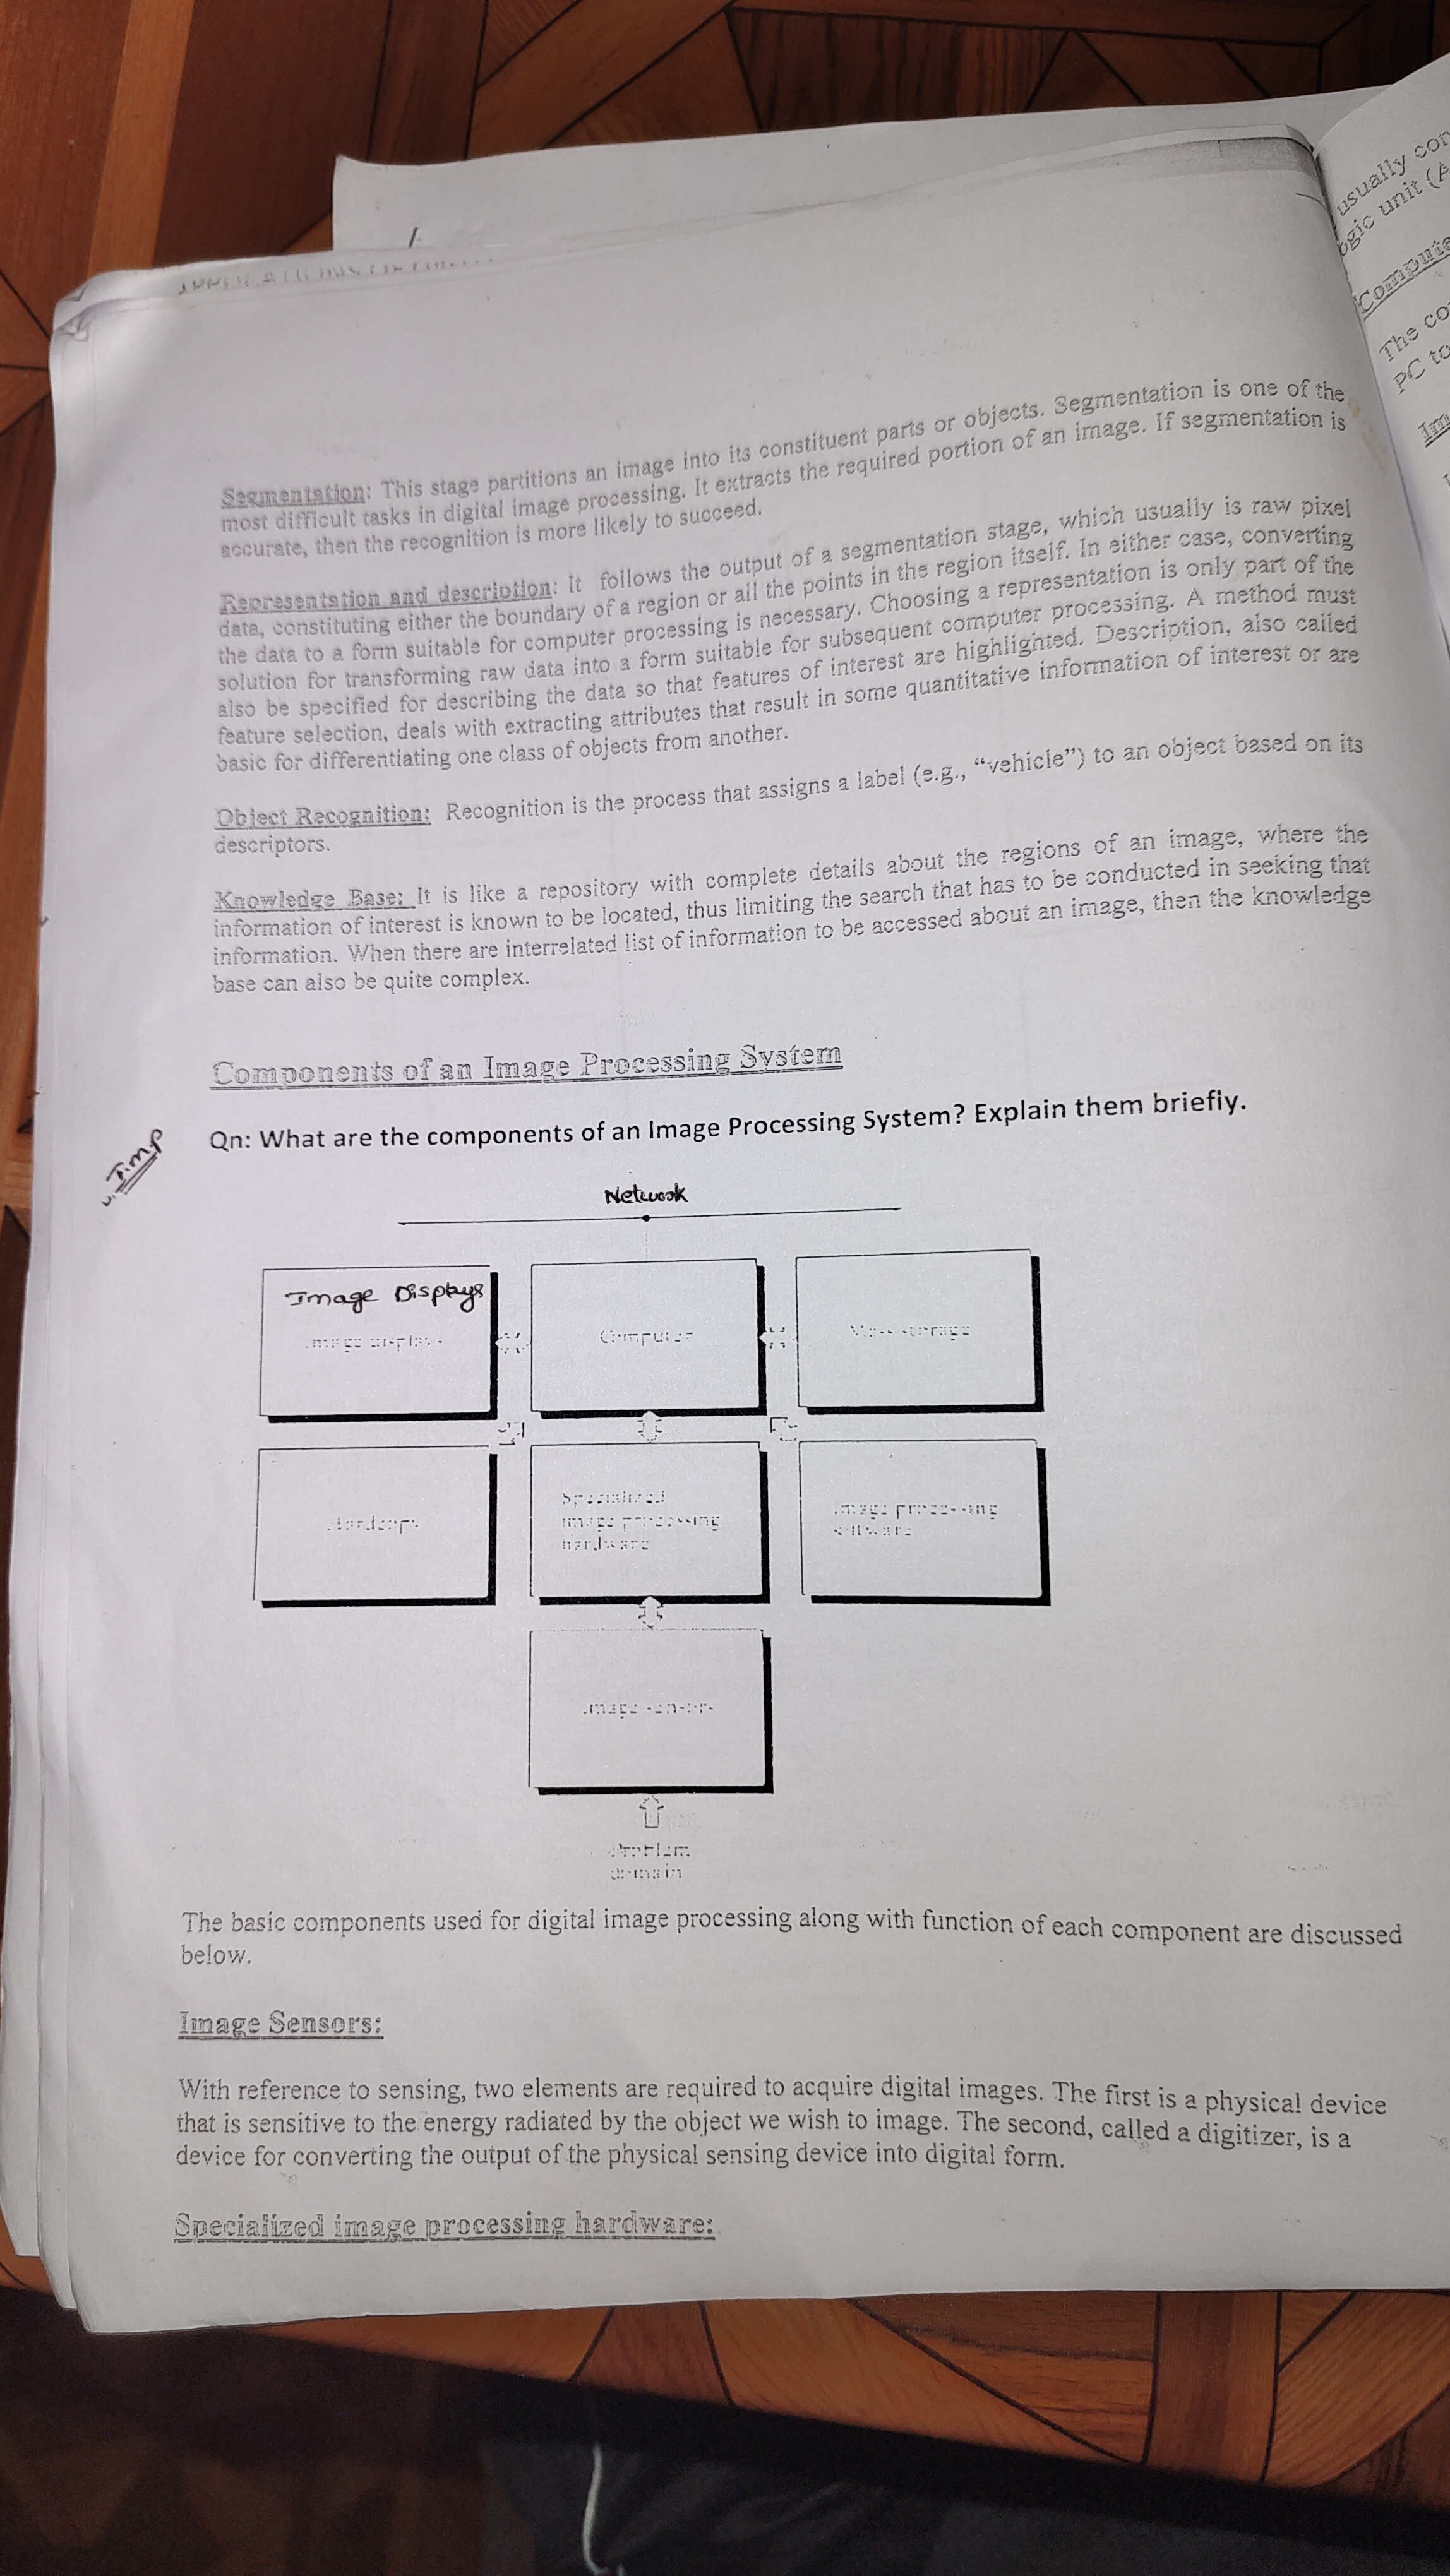 Segmentation: This stage partitions an image into its constituent parts or objects. Segmentation is one of the
most difficult tasks in digital image processing. It extracts the required portion of an image. If segmentation is
accurate, then the recognition is more likely to succeed.
Representation and description: It follows the output of a segmentation stage, which usually is raw pixel
data, constituting either the boundary of a region or all the points in the region itself. In either case, converting
the data to a form suitable for computer processing is necessary. Choosing a representation is only part of the
solution for transforming raw data into a form suitable for subsequent computer processing. A method must
also be specified for describing the data so that features of interest are highlighted. Description, also called
feature selection, deals with extracting attributes that result in some quantitative information of interest or are
basic for differentiating one class of objects from another.
Object Recognition: Recognition is the process that assigns a label (e.g., “vehicle”) to an object based on its
descriptors.
Knowledge Base: It is like a repository with complete details about the regions of an image, where the
information of interest is known to be located, thus limiting the search that has to be conducted in seeking that
information. When there are interrelated list of information to be accessed about an image, then the knowledge
base can also be quite complex.
Components of an Image Processing System
Imp
Qn: What are the components of an Image Processing System? Explain them briefly.
Network
Image Displays
Image displays
Computer
Mass storage
Hardcopy
Specialized
image processing
hardware
Image processing
software
Image sensors
Problem
domain
The basic components used for digital image processing along with function of each component are discussed
below.
Image Sensors:
With reference to sensing, two elements are required to acquire digital images. The first is a physical device
that is sensitive to the energy radiated by the object we wish to image. The second, called a digitizer, is a
device for converting the output of the physical sensing device into digital form.
Specialized image processing hardware:
usually
unit
The
PC to